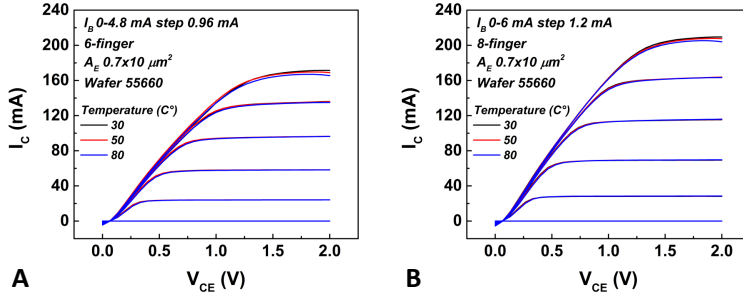 I_B 0-4.8 mA step 0.96 mA
6-finger
A_E 0.7x10 μm²
Wafer 55660
Temperature (C°)
30
50
80
I_C (mA)
240
200
160
120
80
40
0
0.0 0.5 1.0 1.5 2.0
V_CE (V)
A
I_B 0-6 mA step 1.2 mA
8-finger
A_E 0.7x10 μm²
Wafer 55660
Temperature (C°)
30
50
80
I_C (mA)
240
200
160
120
80
40
0
0.0 0.5 1.0 1.5 2.0
V_CE (V)
B